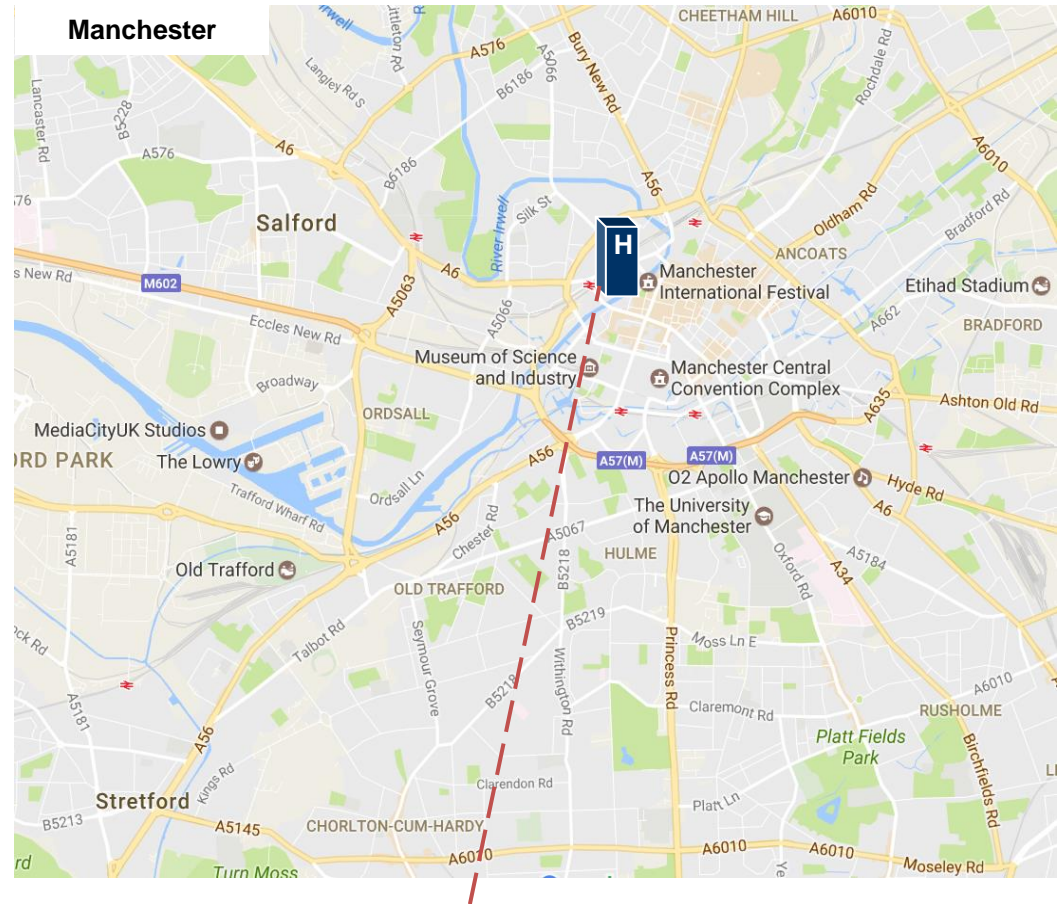 Manchester
CHEETHAM HILL
A6010
Irwell
Littleton Rd
A576
A5066
Bury New Rd
Rochdale Rd
Langley Rd S
B6186
Lancaster Rd
B5228
A576
A6
B6186
A56
A6010
Oldham Rd
Bradford Rd
Silk St
River Irwell
Salford
H
ANCOATS
A6
Manchester
International Festival
Etihad Stadium
s New Rd
M602
A5063
A5066
A662
BRADFORD
Eccles New Rd
Museum of Science
and Industry
Manchester Central
Convention Complex
Broadway
ORDSALL
A635
Ashton Old Rd
MediaCityUK Studios
ORD PARK
The Lowry
A56
A57(M)
A57(M)
O2 Apollo Manchester
Hyde Rd
Ordsall Ln
Trafford Wharf Rd
A56
Chester Rd
A5067
The University
of Manchester
A6
A5181
HULME
Oxford Rd
A34
A5184
Old Trafford
OLD TRAFFORD
B5218
B5219
Talbot Rd
Seymour Grove
Moss Ln E
ock Rd
Princess Rd
Withington Rd
B5218
A6010
A5181
Claremont Rd
RUSHOLME
A56
Platt Fields
Park
Birchfields Rd
Kings Rd
Clarendon Rd
Stretford
Platt Ln
B5213
A5145
CHORLTON-CUM-HARDY
A6010
A6010
A6010
Moseley Rd
rd
Turn Moss